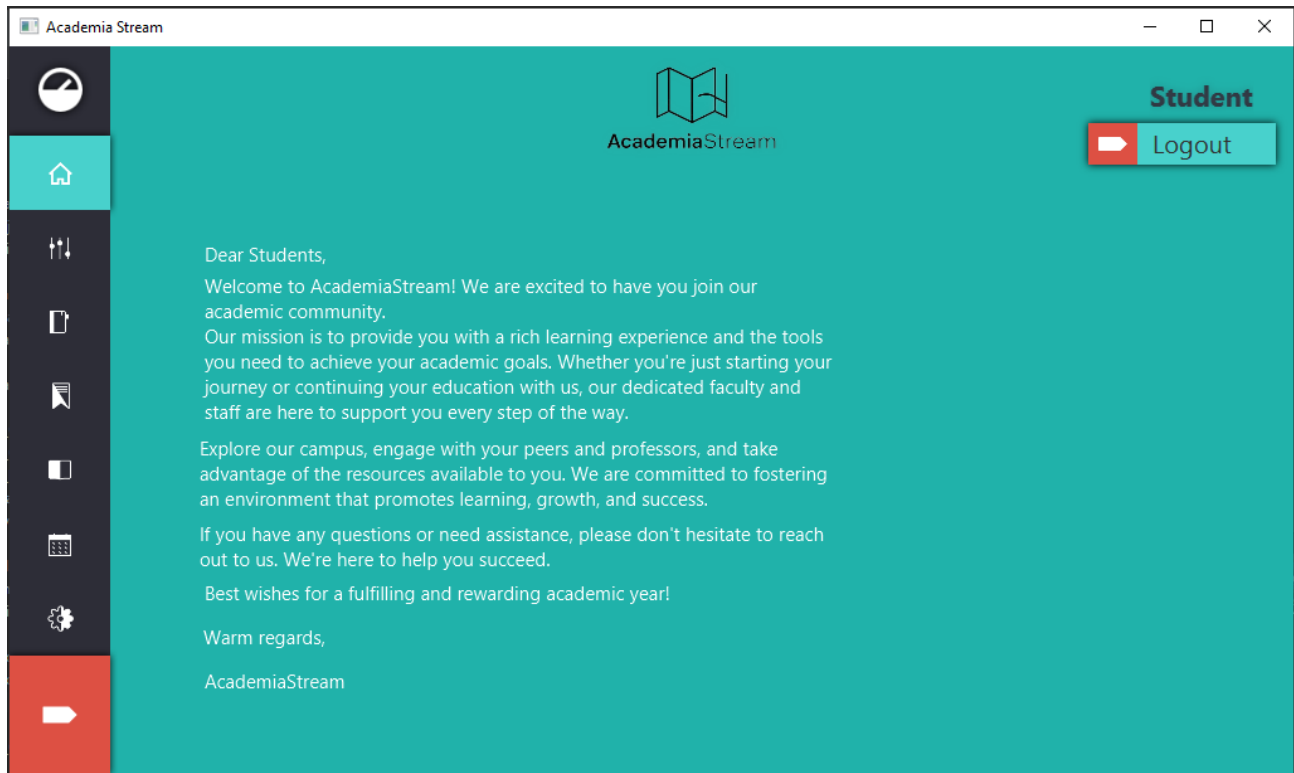 Academia Stream
AcademiaStream
Student
Logout
Dear Students,
Welcome to AcademiaStream! We are excited to have you join our
academic community.
Our mission is to provide you with a rich learning experience and the tools
you need to achieve your academic goals. Whether you're just starting your
journey or continuing your education with us, our dedicated faculty and
staff are here to support you every step of the way.
Explore our campus, engage with your peers and professors, and take
advantage of the resources available to you. We are committed to fostering
an environment that promotes learning, growth, and success.
If you have any questions or need assistance, please don't hesitate to reach
out to us. We're here to help you succeed.
Best wishes for a fulfilling and rewarding academic year!
Warm regards,
AcademiaStream